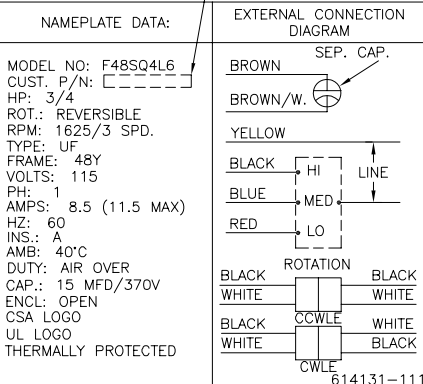 NAMEPLATE DATA:
MODEL NO: F48SQ4L6
CUST. P/N:
HP: 3/4
ROT.: REVERSIBLE
RPM: 1625/3 SPD.
TYPE: UF
FRAME: 48Y
VOLTS: 115
PH: 1
AMPS: 8.5 (11.5 MAX)
HZ: 60
INS.: A
AMB: 40°C
DUTY: AIR OVER
CAP.: 15 MFD/370V
ENCL: OPEN
CSA LOGO
UL LOGO
THERMALLY PROTECTED
EXTERNAL CONNECTION
DIAGRAM
SEP. CAP.
BROWN
BROWN/W.
YELLOW
BLACK HI LINE
BLUE MED
RED LO
ROTATION
BLACK BLACK
WHITE WHITE
CCWLE
BLACK WHITE
WHITE BLACK
CWLE
614131-111